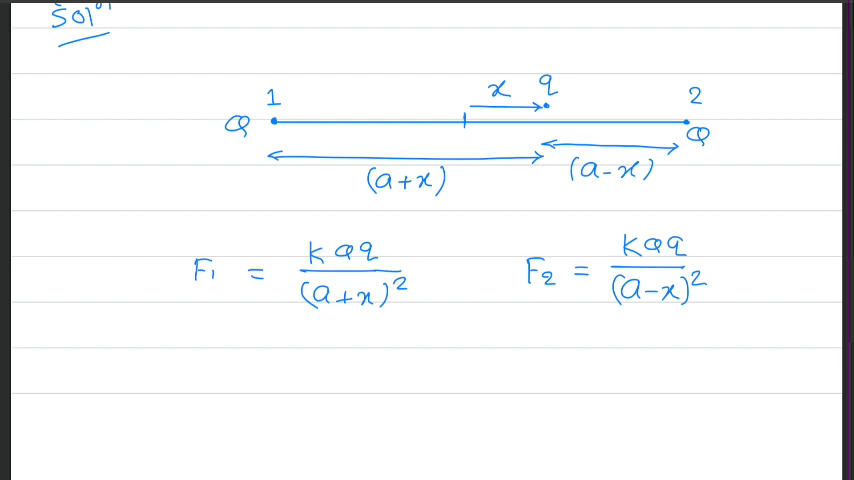 Solⁿ
x q
1 2
Q Q
(a+x) (a-x)
F₁ = KQq/(a+x)² F₂ = KQq/(a-x)²